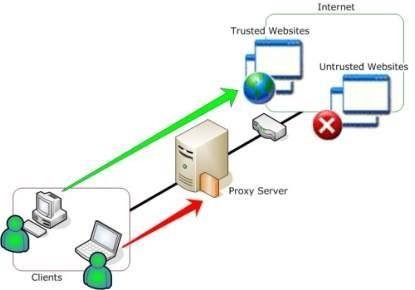 Internet
Trusted Websites
Untrusted Websites
Proxy Server
Clients